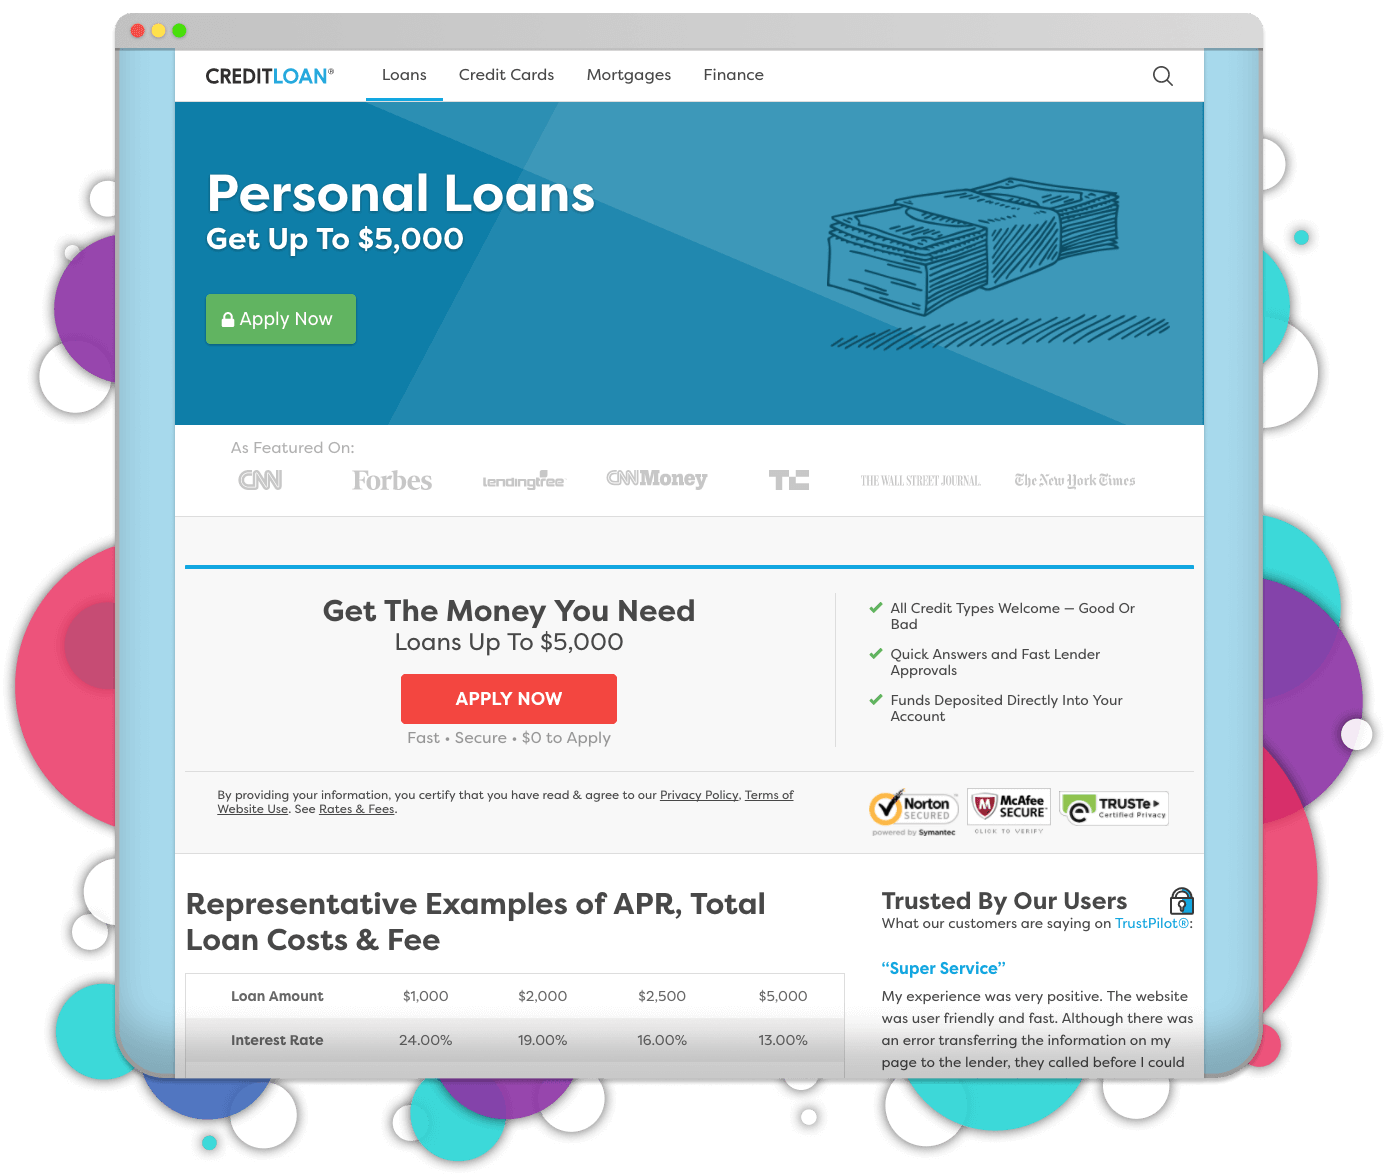 CREDITLOAN®
Loans
Credit Cards
Mortgages
Finance
Personal Loans
Get Up To $5,000
Apply Now
As Featured On:
CNN
Forbes
lendingtree
CNNMoney
TC
THE WALL STREET JOURNAL.
The New York Times
Get The Money You Need
Loans Up To $5,000
APPLY NOW
Fast • Secure • $0 to Apply
All Credit Types Welcome – Good Or
Bad
Quick Answers and Fast Lender
Approvals
Funds Deposited Directly Into Your
Account
By providing your information, you certify that you have read & agree to our Privacy Policy, Terms of
Website Use. See Rates & Fees.
Norton
SECURED
powered by Symantec
McAfee
SECURE
CLICK TO VERIFY
TRUSTe
Certified Privacy
Representative Examples of APR, Total
Loan Costs & Fee
Loan Amount $1,000 $2,000 $2,500 $5,000
Interest Rate 24.00% 19.00% 16.00% 13.00%
Trusted By Our Users
What our customers are saying on TrustPilot®:
“Super Service”
My experience was very positive. The website
was user friendly and fast. Although there was
an error transferring the information on my
page to the lender, they called before I could